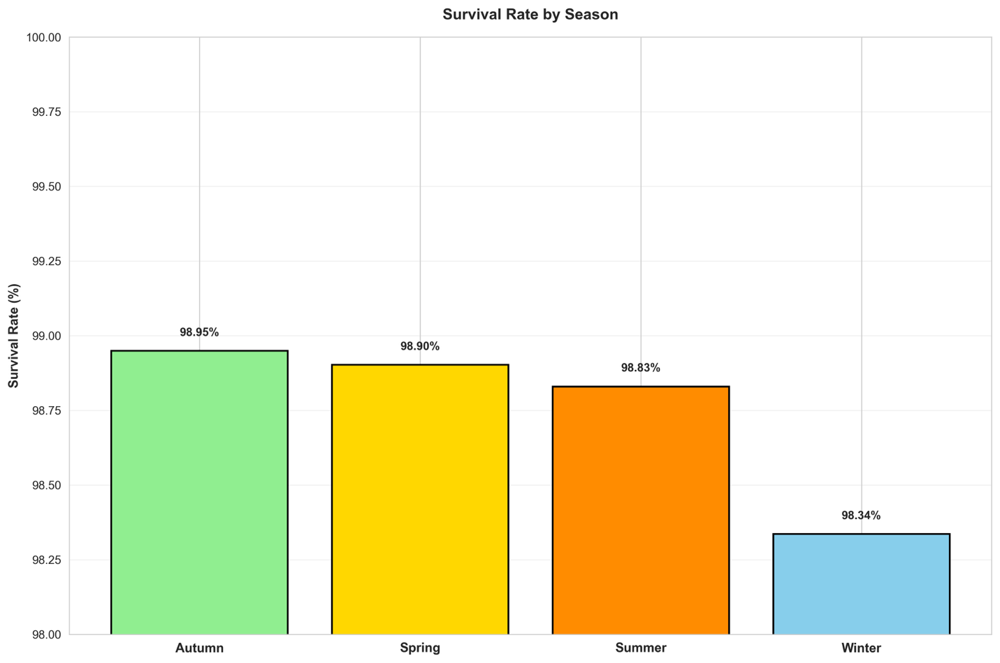 Survival Rate by Season
100.00
99.75
99.50
99.25
99.00
98.75
98.50
98.25
98.00
Survival Rate (%)
98.95%
98.90%
98.83%
98.34%
Autumn
Spring
Summer
Winter